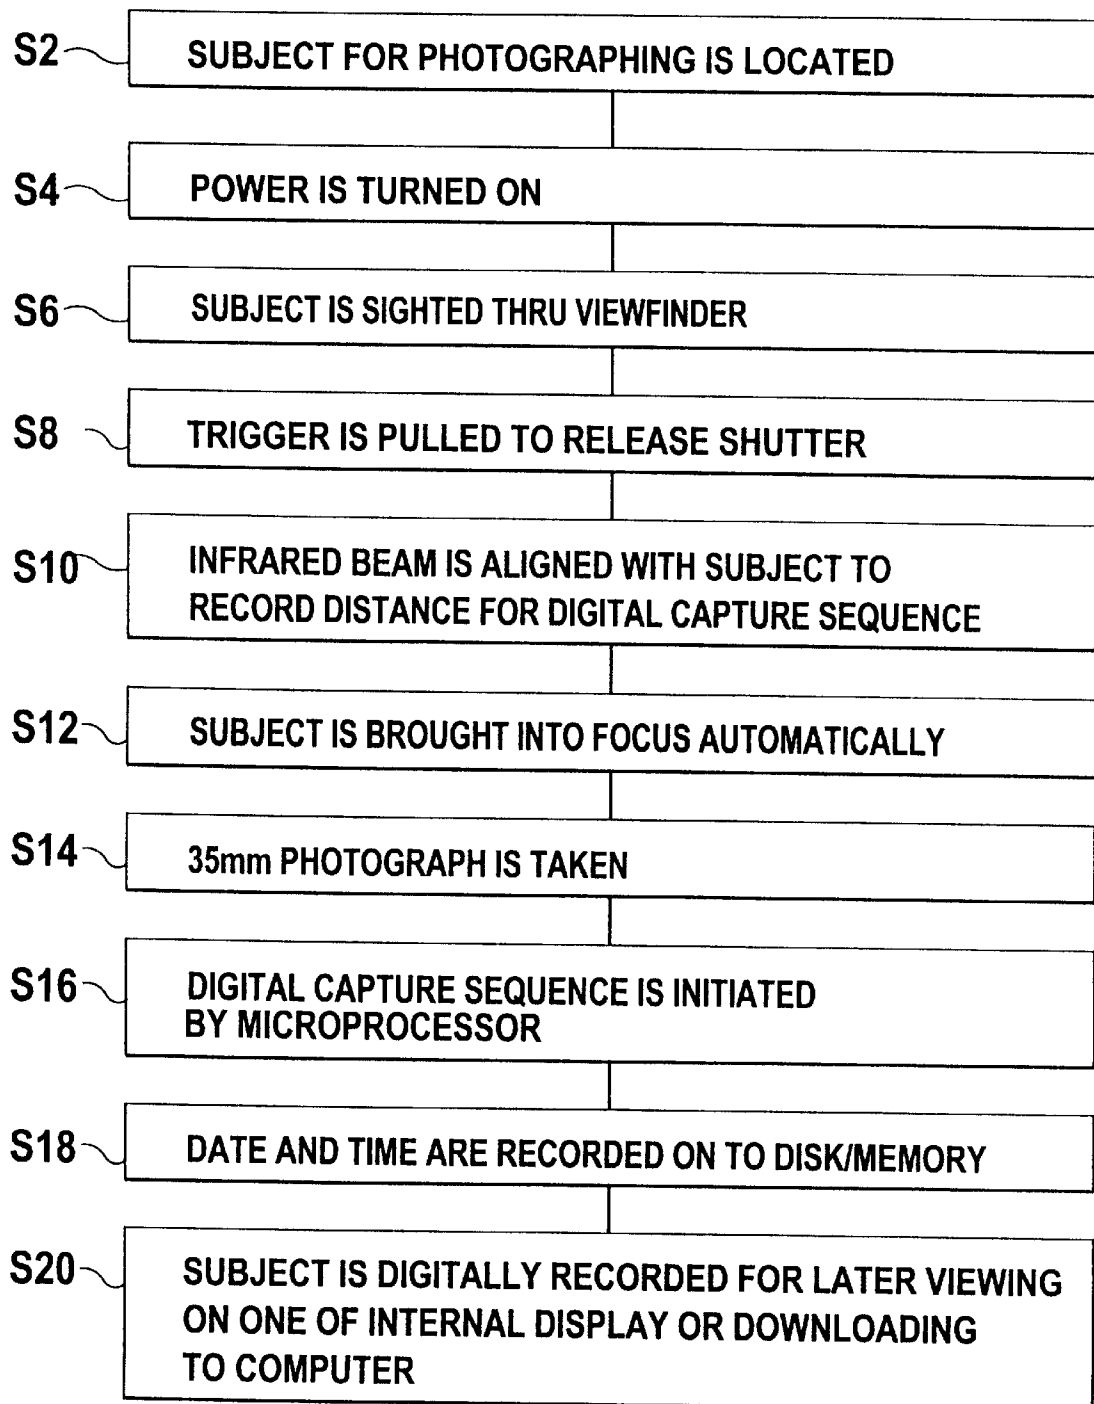 S2 SUBJECT FOR PHOTOGRAPHING IS LOCATED
S4 POWER IS TURNED ON
S6 SUBJECT IS SIGHTED THRU VIEWFINDER
S8 TRIGGER IS PULLED TO RELEASE SHUTTER
S10 INFRARED BEAM IS ALIGNED WITH SUBJECT TO
RECORD DISTANCE FOR DIGITAL CAPTURE SEQUENCE
S12 SUBJECT IS BROUGHT INTO FOCUS AUTOMATICALLY
S14 35mm PHOTOGRAPH IS TAKEN
S16 DIGITAL CAPTURE SEQUENCE IS INITIATED
BY MICROPROCESSOR
S18 DATE AND TIME ARE RECORDED ON TO DISK/MEMORY
S20 SUBJECT IS DIGITALLY RECORDED FOR LATER VIEWING
ON ONE OF INTERNAL DISPLAY OR DOWNLOADING
TO COMPUTER